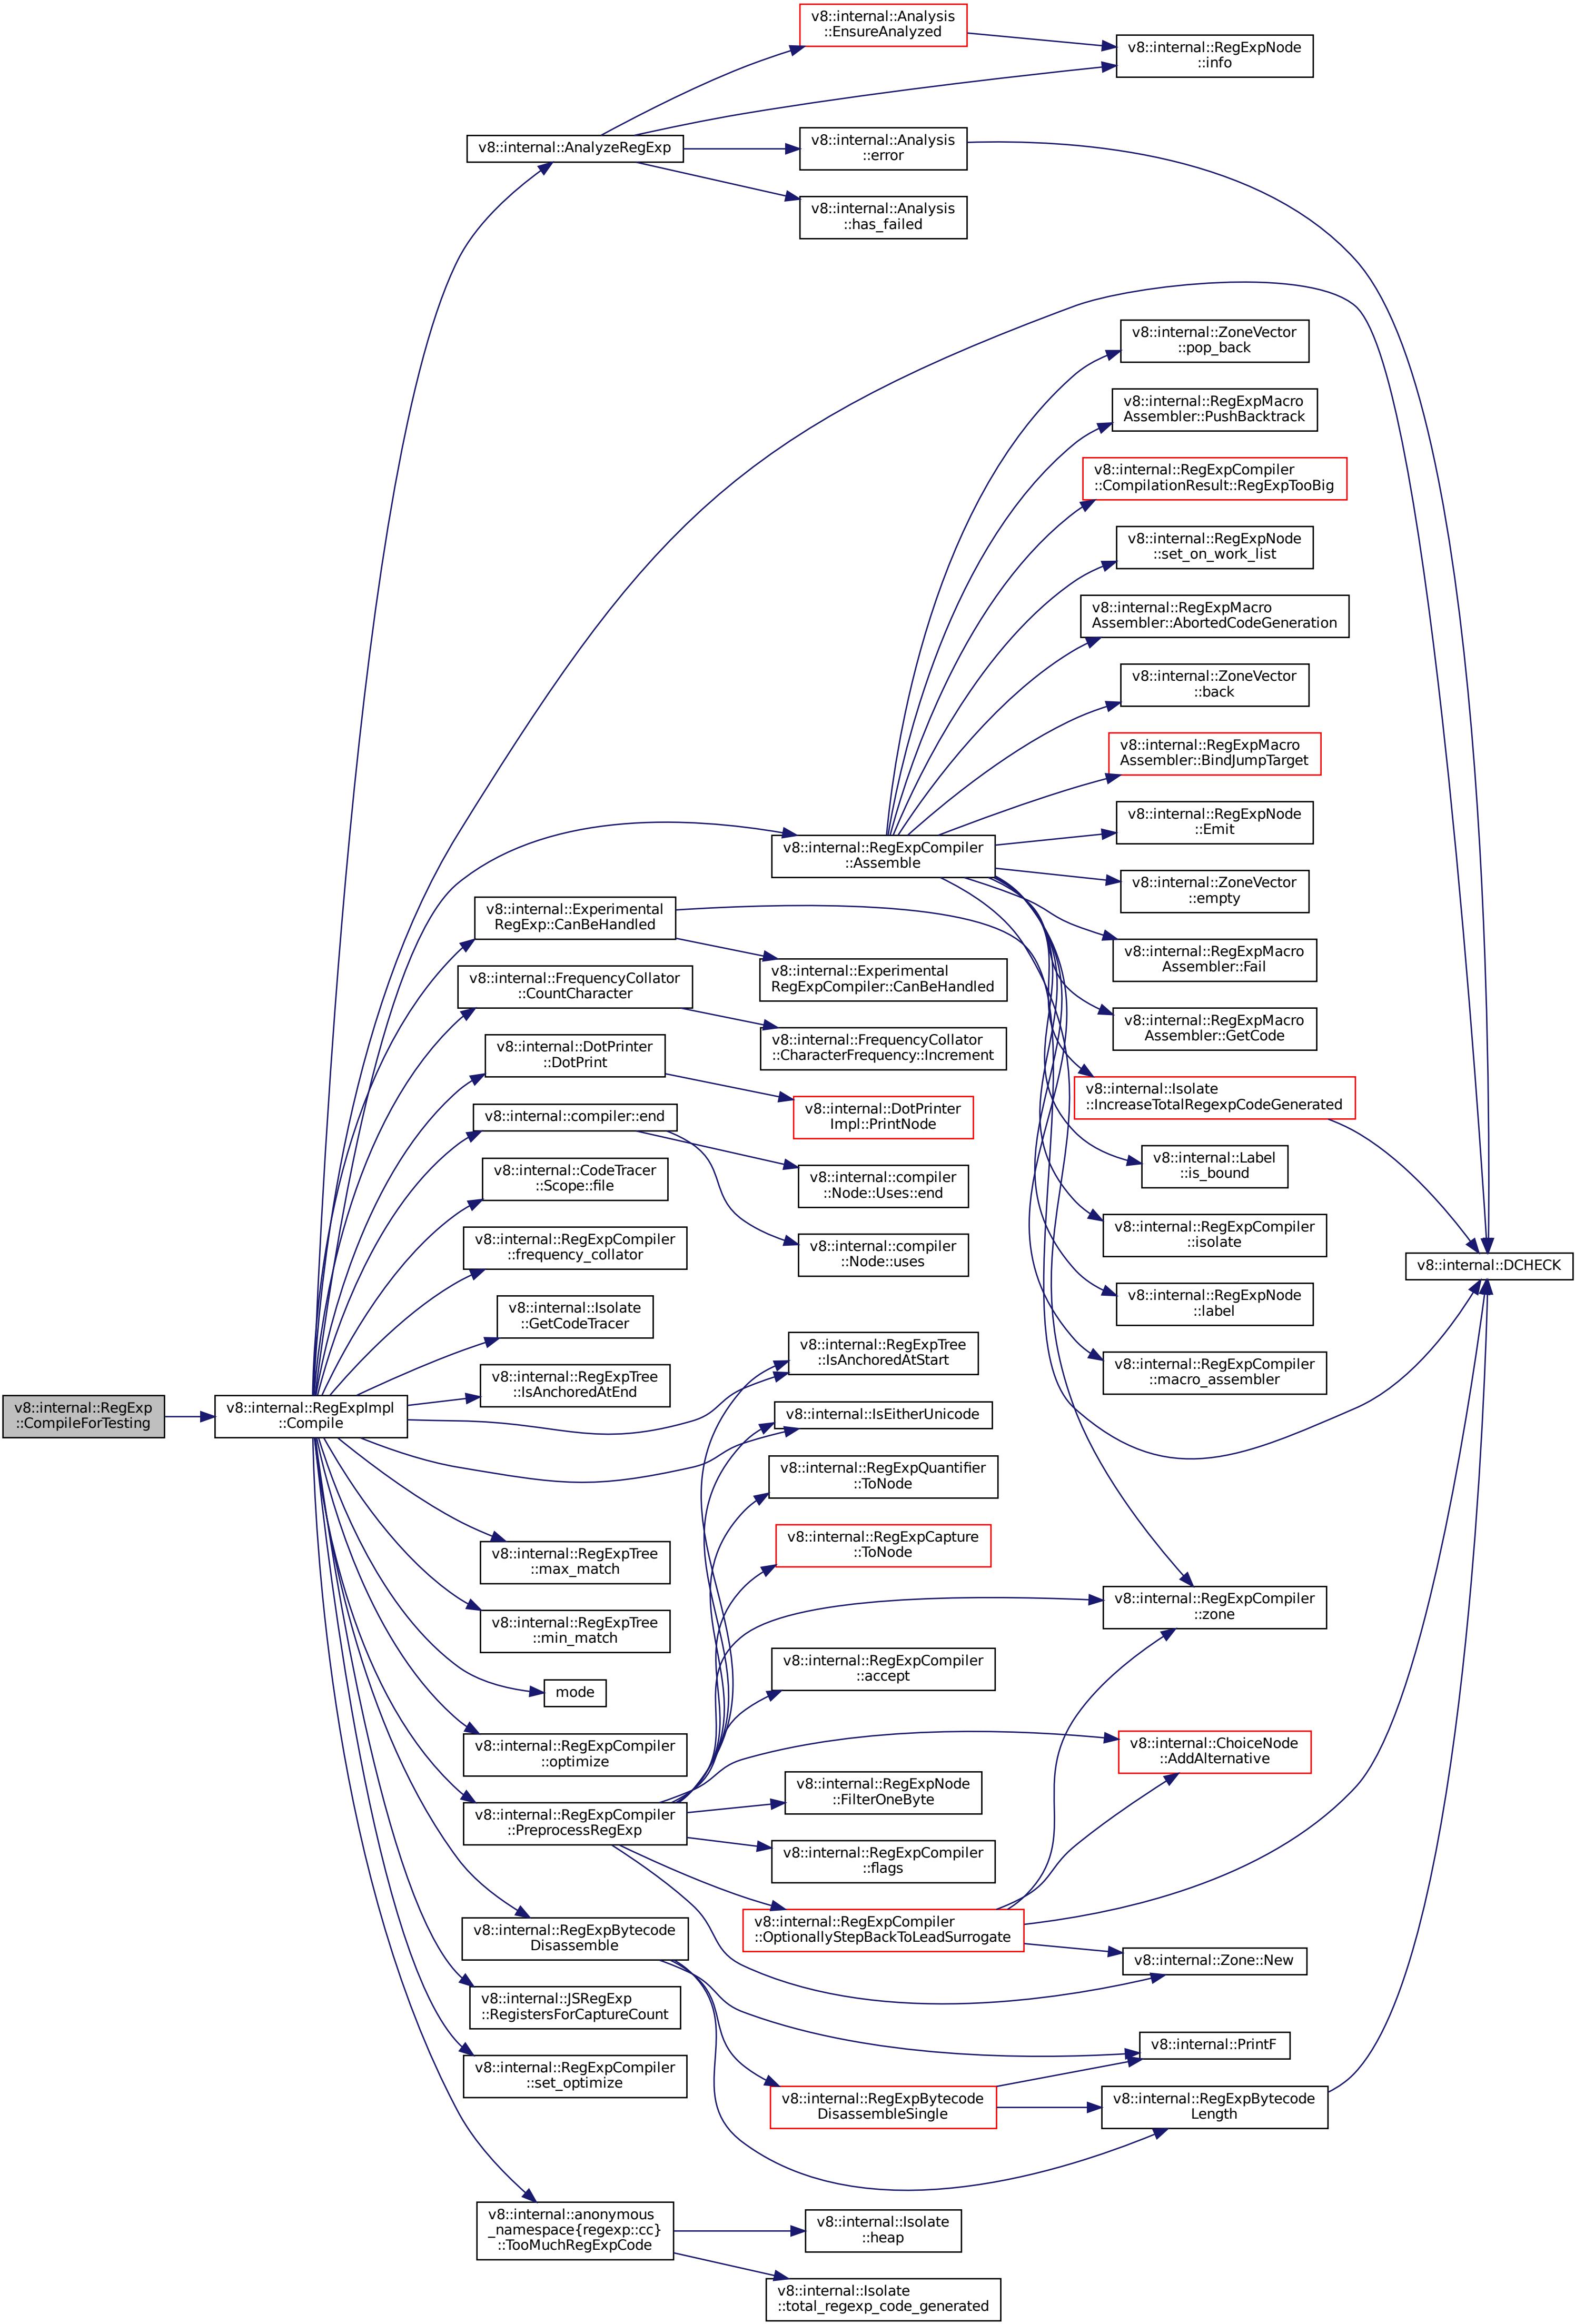 v8::internal::Analysis
::EnsureAnalyzed
v8::internal::RegExpNode
::info
v8::internal::AnalyzeRegExp
v8::internal::Analysis
::error
v8::internal::Analysis
::has_failed
v8::internal::ZoneVector
::pop_back
v8::internal::RegExpMacro
Assembler::PushBacktrack
v8::internal::RegExpCompiler
::CompilationResult::RegExpTooBig
v8::internal::RegExpNode
::set_on_work_list
v8::internal::RegExpMacro
Assembler::AbortedCodeGeneration
v8::internal::ZoneVector
::back
v8::internal::RegExpMacro
Assembler::BindJumpTarget
v8::internal::RegExpNode
::Emit
v8::internal::RegExpCompiler
::Assemble
v8::internal::ZoneVector
::empty
v8::internal::Experimental
RegExp::CanBeHandled
v8::internal::RegExpMacro
Assembler::Fail
v8::internal::Experimental
RegExpCompiler::CanBeHandled
v8::internal::FrequencyCollator
::CountCharacter
v8::internal::RegExpMacro
Assembler::GetCode
v8::internal::FrequencyCollator
::CharacterFrequency::Increment
v8::internal::DotPrinter
::DotPrint
v8::internal::Isolate
::IncreaseTotalRegexpCodeGenerated
v8::internal::DotPrinter
Impl::PrintNode
v8::internal::compiler::end
v8::internal::Label
::is_bound
v8::internal::CodeTracer
::Scope::file
v8::internal::compiler
::Node::Uses::end
v8::internal::RegExpCompiler
::isolate
v8::internal::RegExpCompiler
::frequency_collator
v8::internal::compiler
::Node::uses
v8::internal::DCHECK
v8::internal::RegExpNode
::label
v8::internal::Isolate
::GetCodeTracer
v8::internal::RegExpTree
::IsAnchoredAtStart
v8::internal::RegExpCompiler
::macro_assembler
v8::internal::RegExpTree
::IsAnchoredAtEnd
v8::internal::RegExp
::CompileForTesting
v8::internal::RegExpImpl
::Compile
v8::internal::IsEitherUnicode
v8::internal::RegExpQuantifier
::ToNode
v8::internal::RegExpCapture
::ToNode
v8::internal::RegExpTree
::max_match
v8::internal::RegExpCompiler
::zone
v8::internal::RegExpTree
::min_match
v8::internal::RegExpCompiler
::accept
mode
v8::internal::RegExpCompiler
::optimize
v8::internal::ChoiceNode
::AddAlternative
v8::internal::RegExpNode
::FilterOneByte
v8::internal::RegExpCompiler
::PreprocessRegExp
v8::internal::RegExpCompiler
::flags
v8::internal::RegExpCompiler
::OptionallyStepBackToLeadSurrogate
v8::internal::RegExpBytecode
Disassemble
v8::internal::Zone::New
v8::internal::JSRegExp
::RegistersForCaptureCount
v8::internal::PrintF
v8::internal::RegExpCompiler
::set_optimize
v8::internal::RegExpBytecode
DisassembleSingle
v8::internal::RegExpBytecode
Length
v8::internal::anonymous
_namespace{regexp::cc}
::TooMuchRegExpCode
v8::internal::Isolate
::heap
v8::internal::Isolate
::total_regexp_code_generated